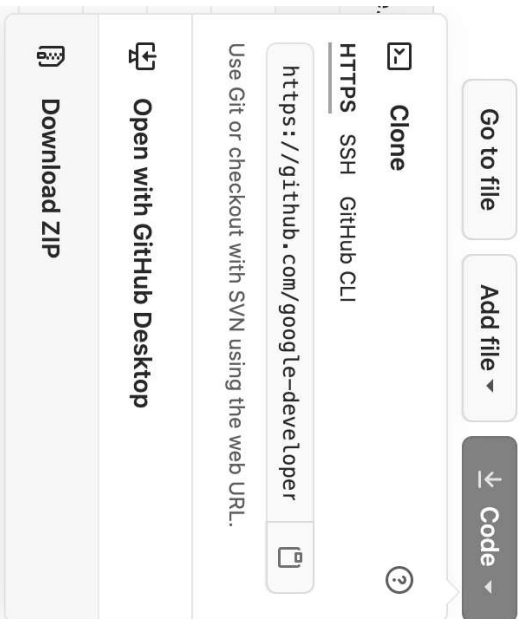 Go to file Add file Code
Clone
HTTPS SSH GitHub CLI
https://github.com/google-developer
Use Git or checkout with SVN using the web URL.
Open with GitHub Desktop
Download ZIP